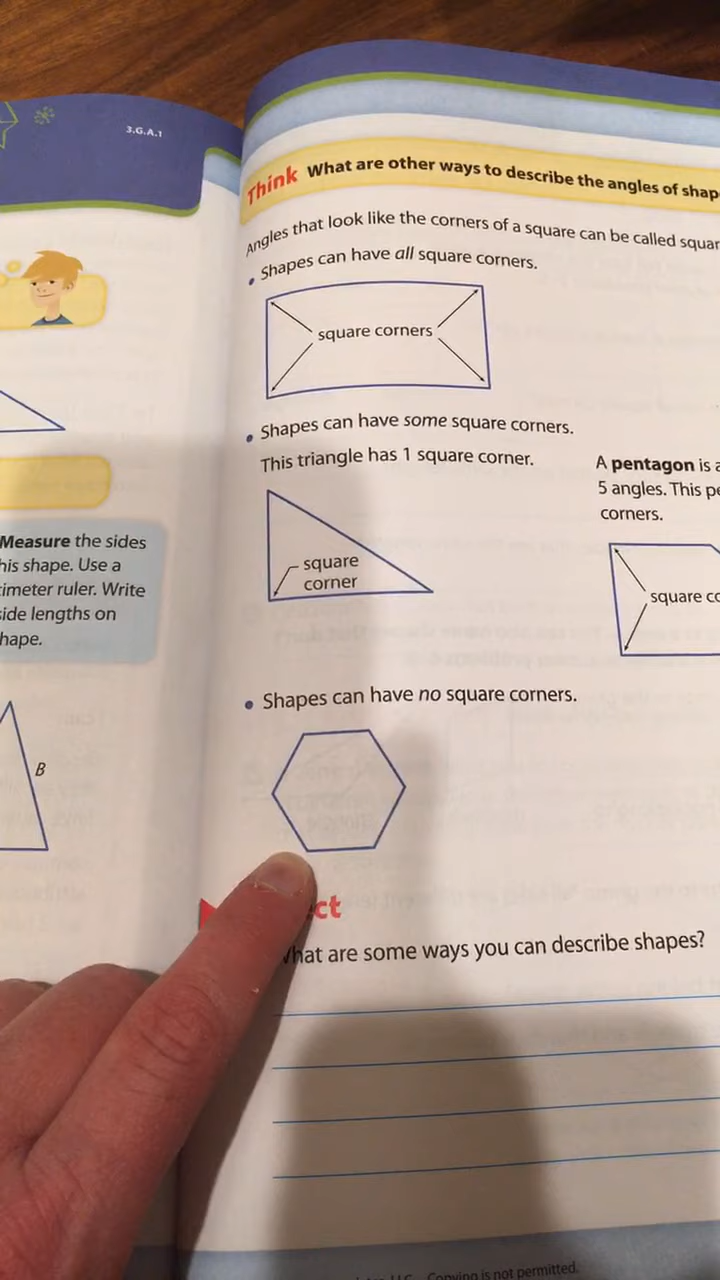 3.G.A.1
Measure the sides
his shape. Use a
timeter ruler. Write
side lengths on
hape.
B
Think What are other ways to describe the angles of shap
Angles that look like the corners of a square can be called squar
• Shapes can have all square corners.
square corners
• Shapes can have some square corners.
This triangle has 1 square corner.
square
corner
A pentagon is a
5 angles. This pe
corners.
square co
• Shapes can have no square corners.
ct
What are some ways you can describe shapes?
LLC Copying is not permitted.